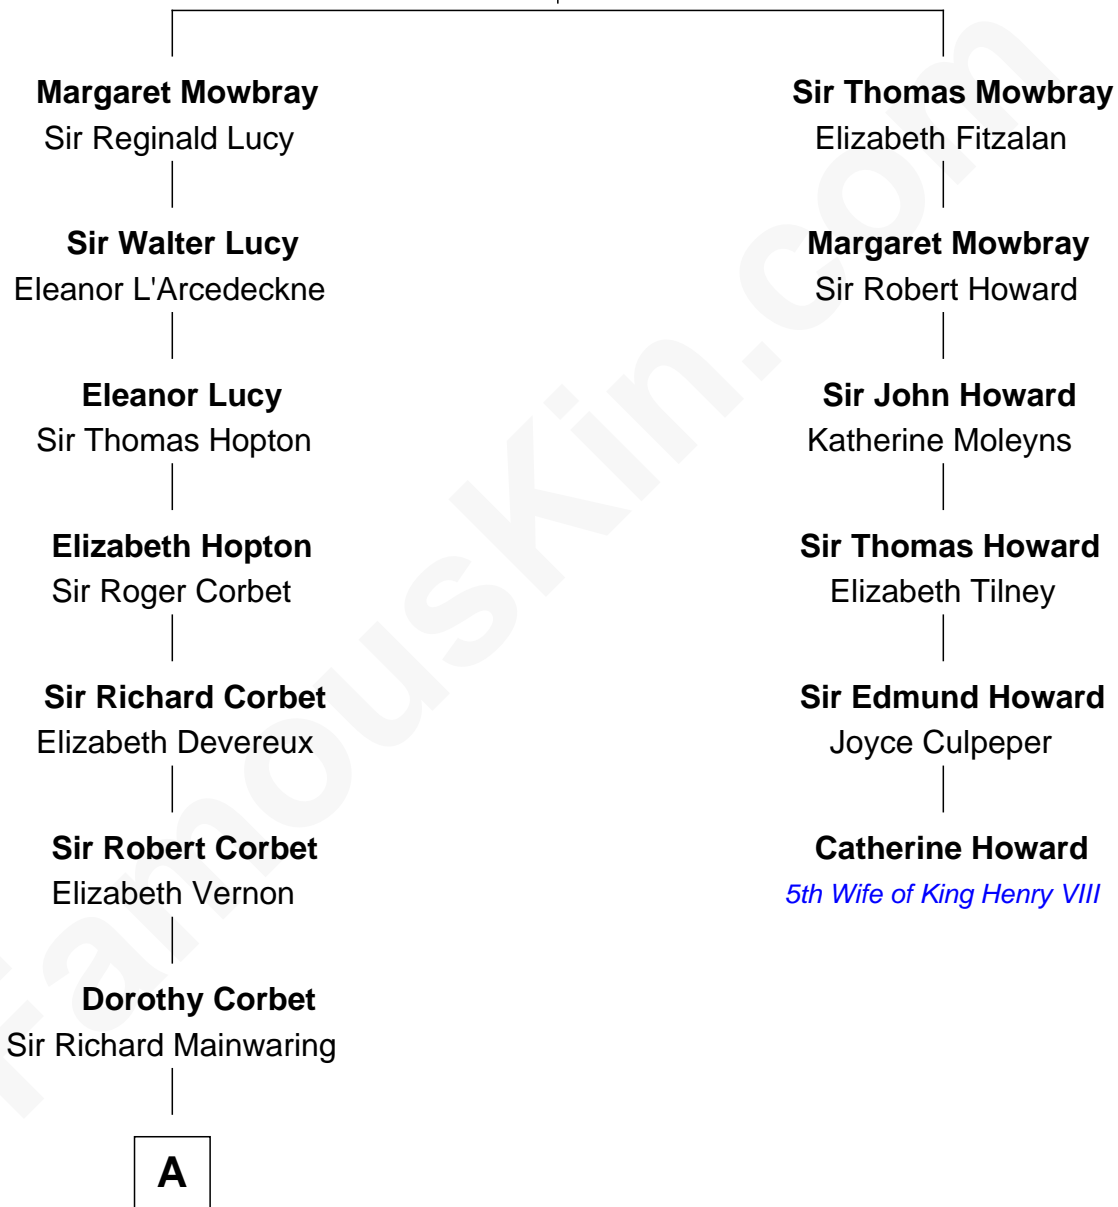 Margaret Mowbray
Sir Reginald Lucy
Sir Walter Lucy
Eleanor L'Arcedeckne
Eleanor Lucy
Sir Thomas Hopton
Elizabeth Hopton
Sir Roger Corbet
Sir Richard Corbet
Elizabeth Devereux
Sir Robert Corbet
Elizabeth Vernon
Dorothy Corbet
Sir Richard Mainwaring
A
Sir Thomas Mowbray
Elizabeth Fitzalan
Margaret Mowbray
Sir Robert Howard
Sir John Howard
Katherine Moleyns
Sir Thomas Howard
Elizabeth Tilney
Sir Edmund Howard
Joyce Culpeper
Catherine Howard
5th Wife of King Henry VIII
FamousKin.com